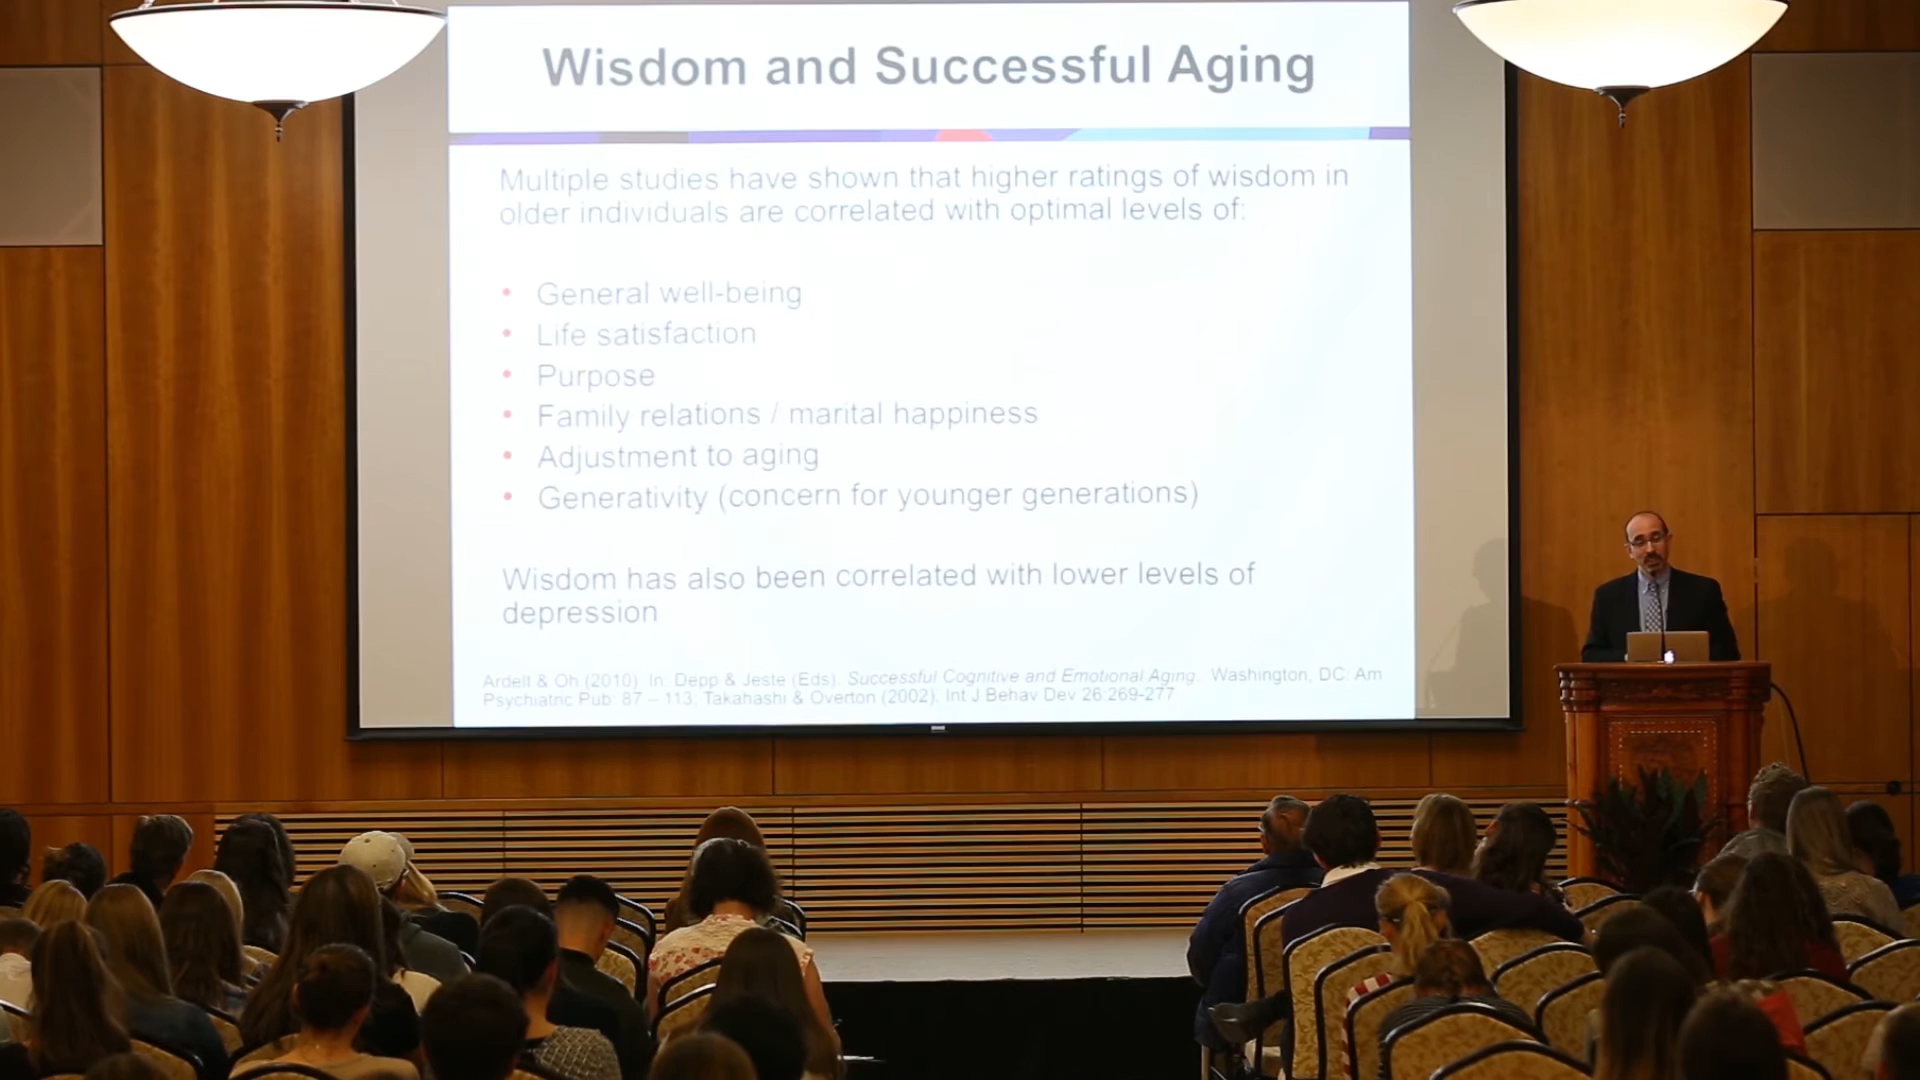 Wisdom and Successful Aging
Multiple studies have shown that higher ratings of wisdom in
older individuals are correlated with optimal levels of:
• General well-being
• Life satisfaction
• Purpose
• Family relations / marital happiness
• Adjustment to aging
• Generativity (concern for younger generations)
Wisdom has also been correlated with lower levels of
depression
Ardelt & Oh (2010). In: Depp & Jeste (Eds). Successful Cognitive and Emotional Aging. Washington, DC: Am
Psychiatric Pub: 87 – 113; Takahashi & Overton (2002). Int J Behav Dev 26:269-277